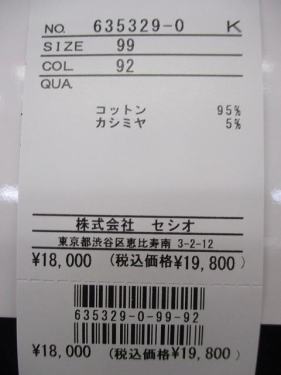 NO. 635329-0 K
SIZE 99
COL. 92
QUA.
コットン 95%
カシミヤ 5%
株式会社 セシオ
東京都渋谷区恵比寿南 3-2-12
¥18,000 (税込価格¥19,800)
635329-0-99-92
¥18,000 (税込価格¥19,800)